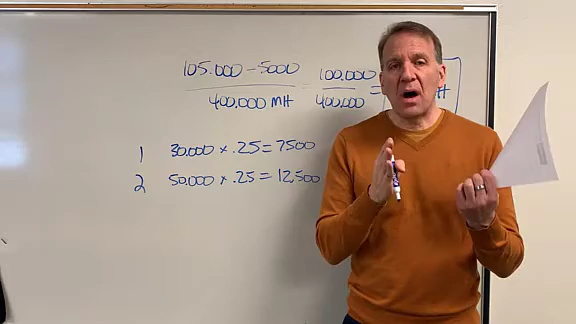 105.000 - 5000 100.000
400.000 MH 400.000 = H
1 30.000 x .25 = 7500
2 50.000 x .25 = 12,500